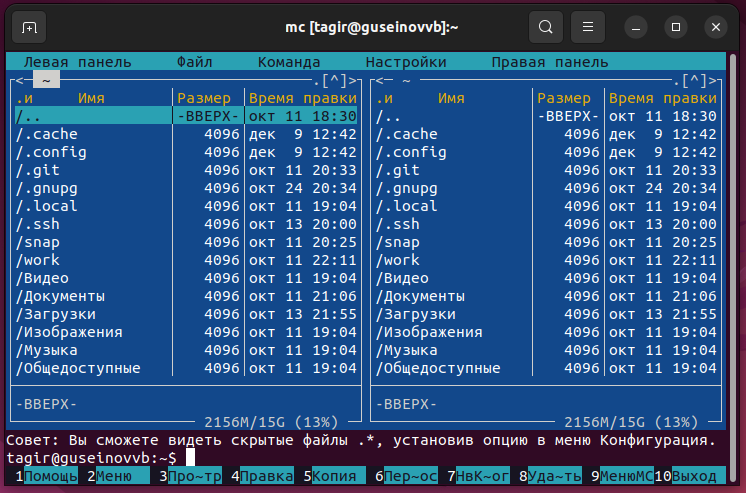 mc [tagir@guseinovvb]:~
Левая панель Файл Команда Настройки Правая панель
<─ ~ ─ .[^]> <─ ~ ─ .[^]>
.и Имя Размер Время правки .и Имя Размер Время правки
/.. -ВВЕРХ- окт 11 18:30 /.. -ВВЕРХ- окт 11 18:30
/.cache 4096 дек 9 12:42 /.cache 4096 дек 9 12:42
/.config 4096 дек 9 12:42 /.config 4096 дек 9 12:42
/.git 4096 окт 11 20:33 /.git 4096 окт 11 20:33
/.gnupg 4096 окт 24 20:34 /.gnupg 4096 окт 24 20:34
/.local 4096 окт 11 19:04 /.local 4096 окт 11 19:04
/.ssh 4096 окт 13 20:00 /.ssh 4096 окт 13 20:00
/snap 4096 окт 11 20:25 /snap 4096 окт 11 20:25
/work 4096 окт 11 22:11 /work 4096 окт 11 22:11
/Видео 4096 окт 11 19:04 /Видео 4096 окт 11 19:04
/Документы 4096 окт 11 21:06 /Документы 4096 окт 11 21:06
/Загрузки 4096 окт 13 21:55 /Загрузки 4096 окт 13 21:55
/Изображения 4096 окт 11 19:04 /Изображения 4096 окт 11 19:04
/Музыка 4096 окт 11 19:04 /Музыка 4096 окт 11 19:04
/Общедоступные 4096 окт 11 19:04 /Общедоступные 4096 окт 11 19:04
-ВВЕРХ- -ВВЕРХ-
2156M/15G (13%) 2156M/15G (13%)
Совет: Вы сможете видеть скрытые файлы .*, установив опцию в меню Конфигурация.
tagir@guseinovvb:~$
1Помощь 2Меню 3Про~тр 4Правка 5Копия 6Пер~ос 7НвК~ог 8Уда~ть 9МенюMC 10Выход